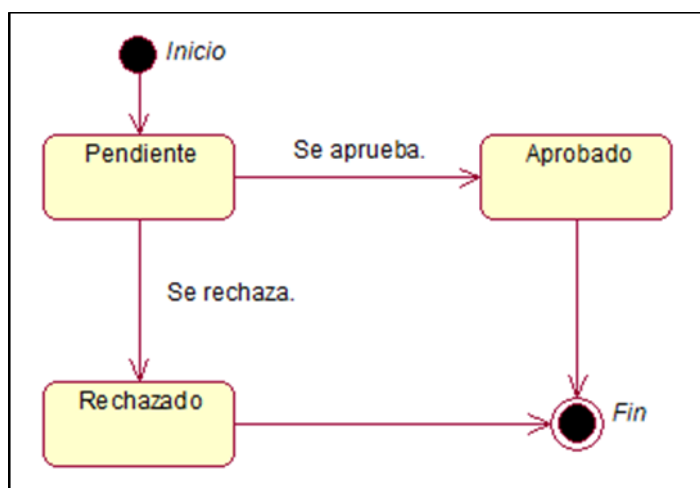 Inicio
Pendiente
Se aprueba.
Aprobado
Se rechaza.
Rechazado
Fin